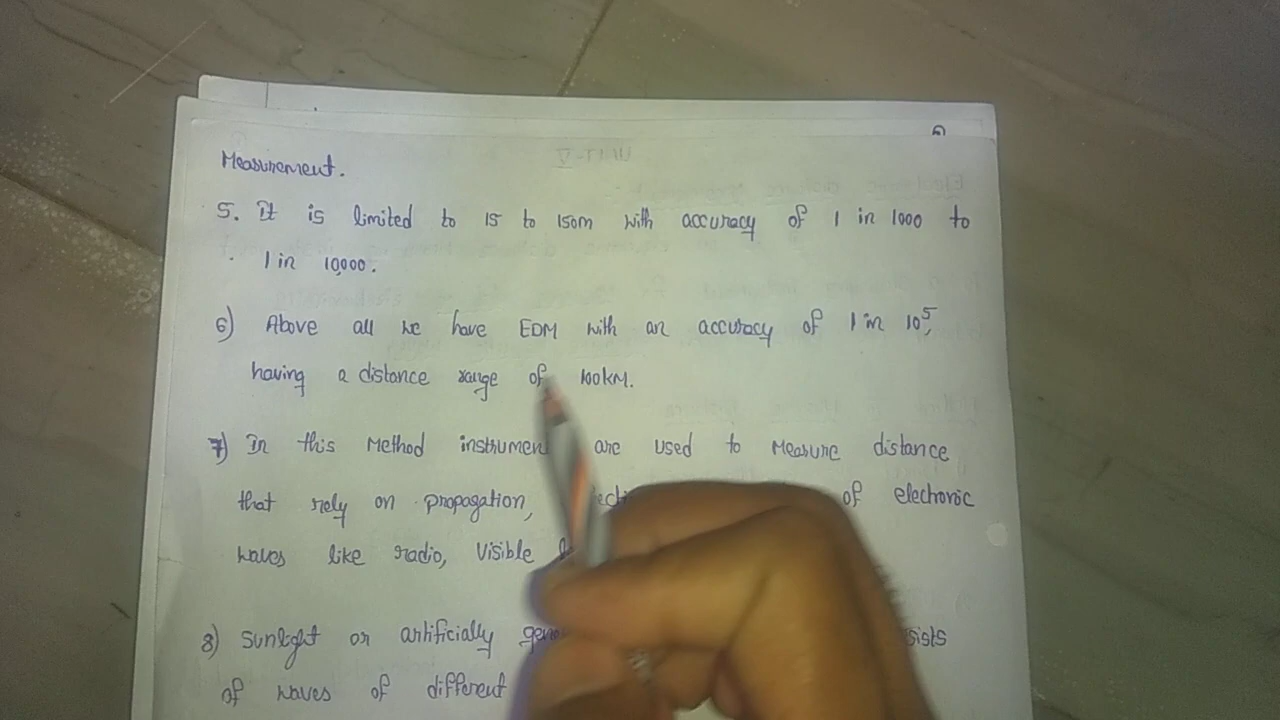 Measurement.
5. It is limited to 15 to 150m with accuracy of 1 in 1000 to
1 in 10,000.
6) Above all we have EDM with an accuracy of 1 in 10⁵,
having a distance range of 100KM.
7) In this Method instrument are used to Measure distance
that rely on propagation, of electronic
waves like radio, Visible
8) Sunlight or artificially
of waves of different